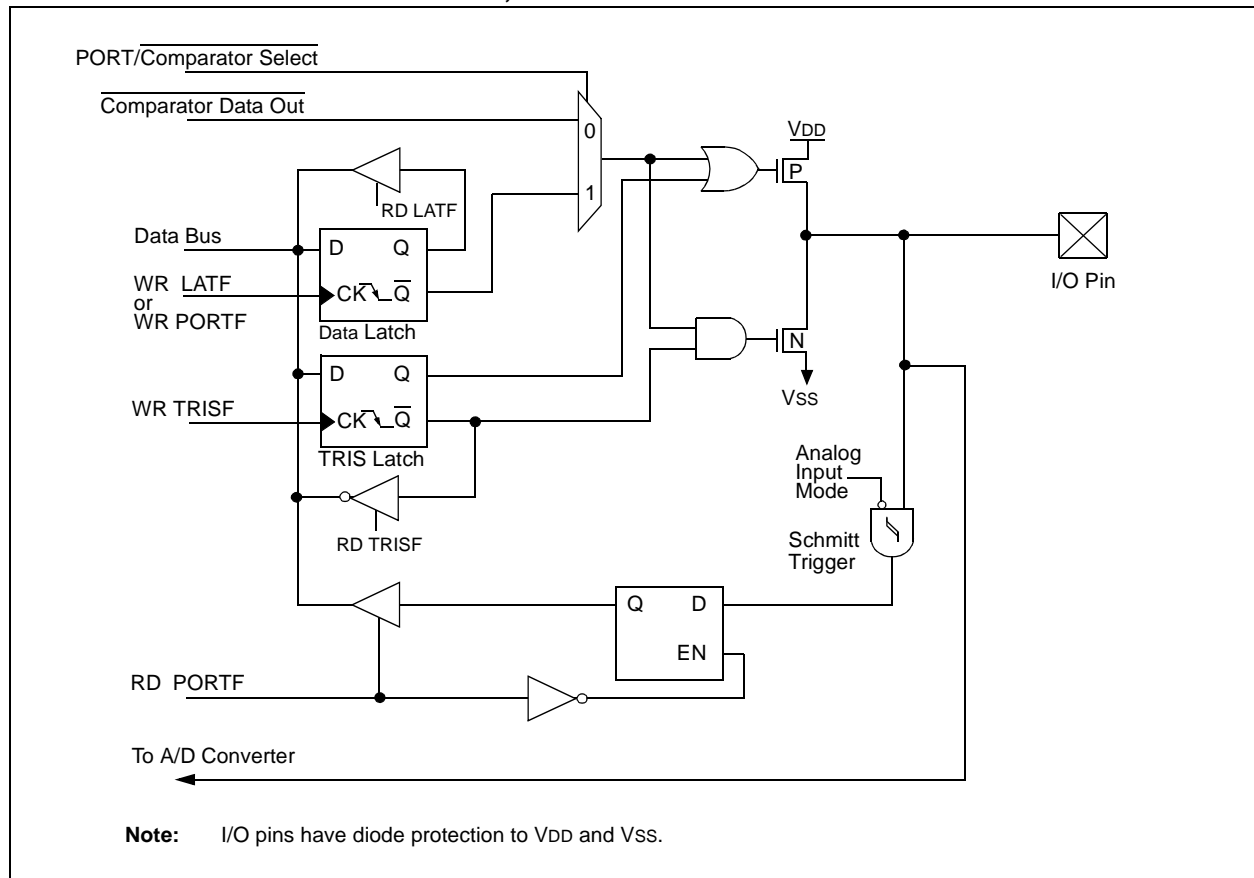 PORT/Comparator Select
Comparator Data Out
0
1
VDD
P
RD LATF
Data Bus
D Q
WR LATF
or
WR PORTF
CK Q
Data Latch
I/O Pin
N
VSS
D Q
WR TRISF
CK Q
TRIS Latch
Analog
Input
Mode
RD TRISF
Schmitt
Trigger
Q D
EN
RD PORTF
To A/D Converter
Note: I/O pins have diode protection to VDD and VSS.